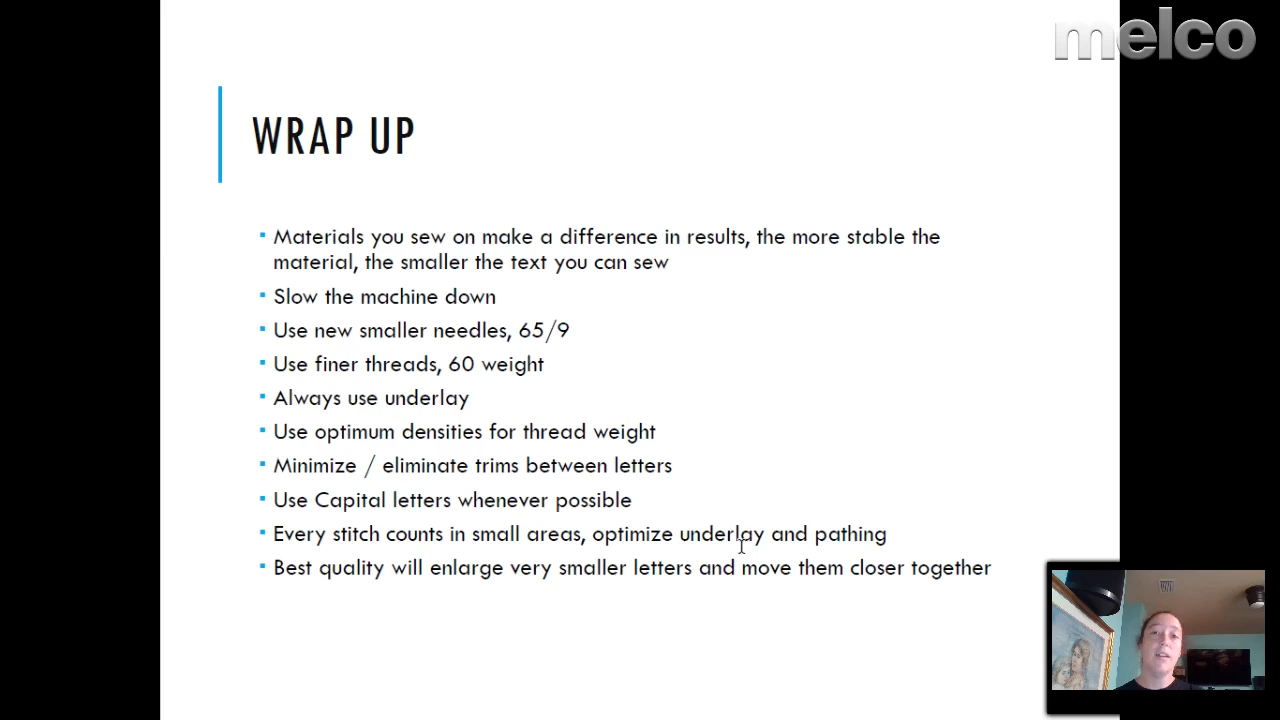 melco
WRAP UP
Materials you sew on make a difference in results, the more stable the
material, the smaller the text you can sew
Slow the machine down
Use new smaller needles, 65/9
Use finer threads, 60 weight
Always use underlay
Use optimum densities for thread weight
Minimize / eliminate trims between letters
Use Capital letters whenever possible
Every stitch counts in small areas, optimize underlay and pathing
Best quality will enlarge very smaller letters and move them closer together